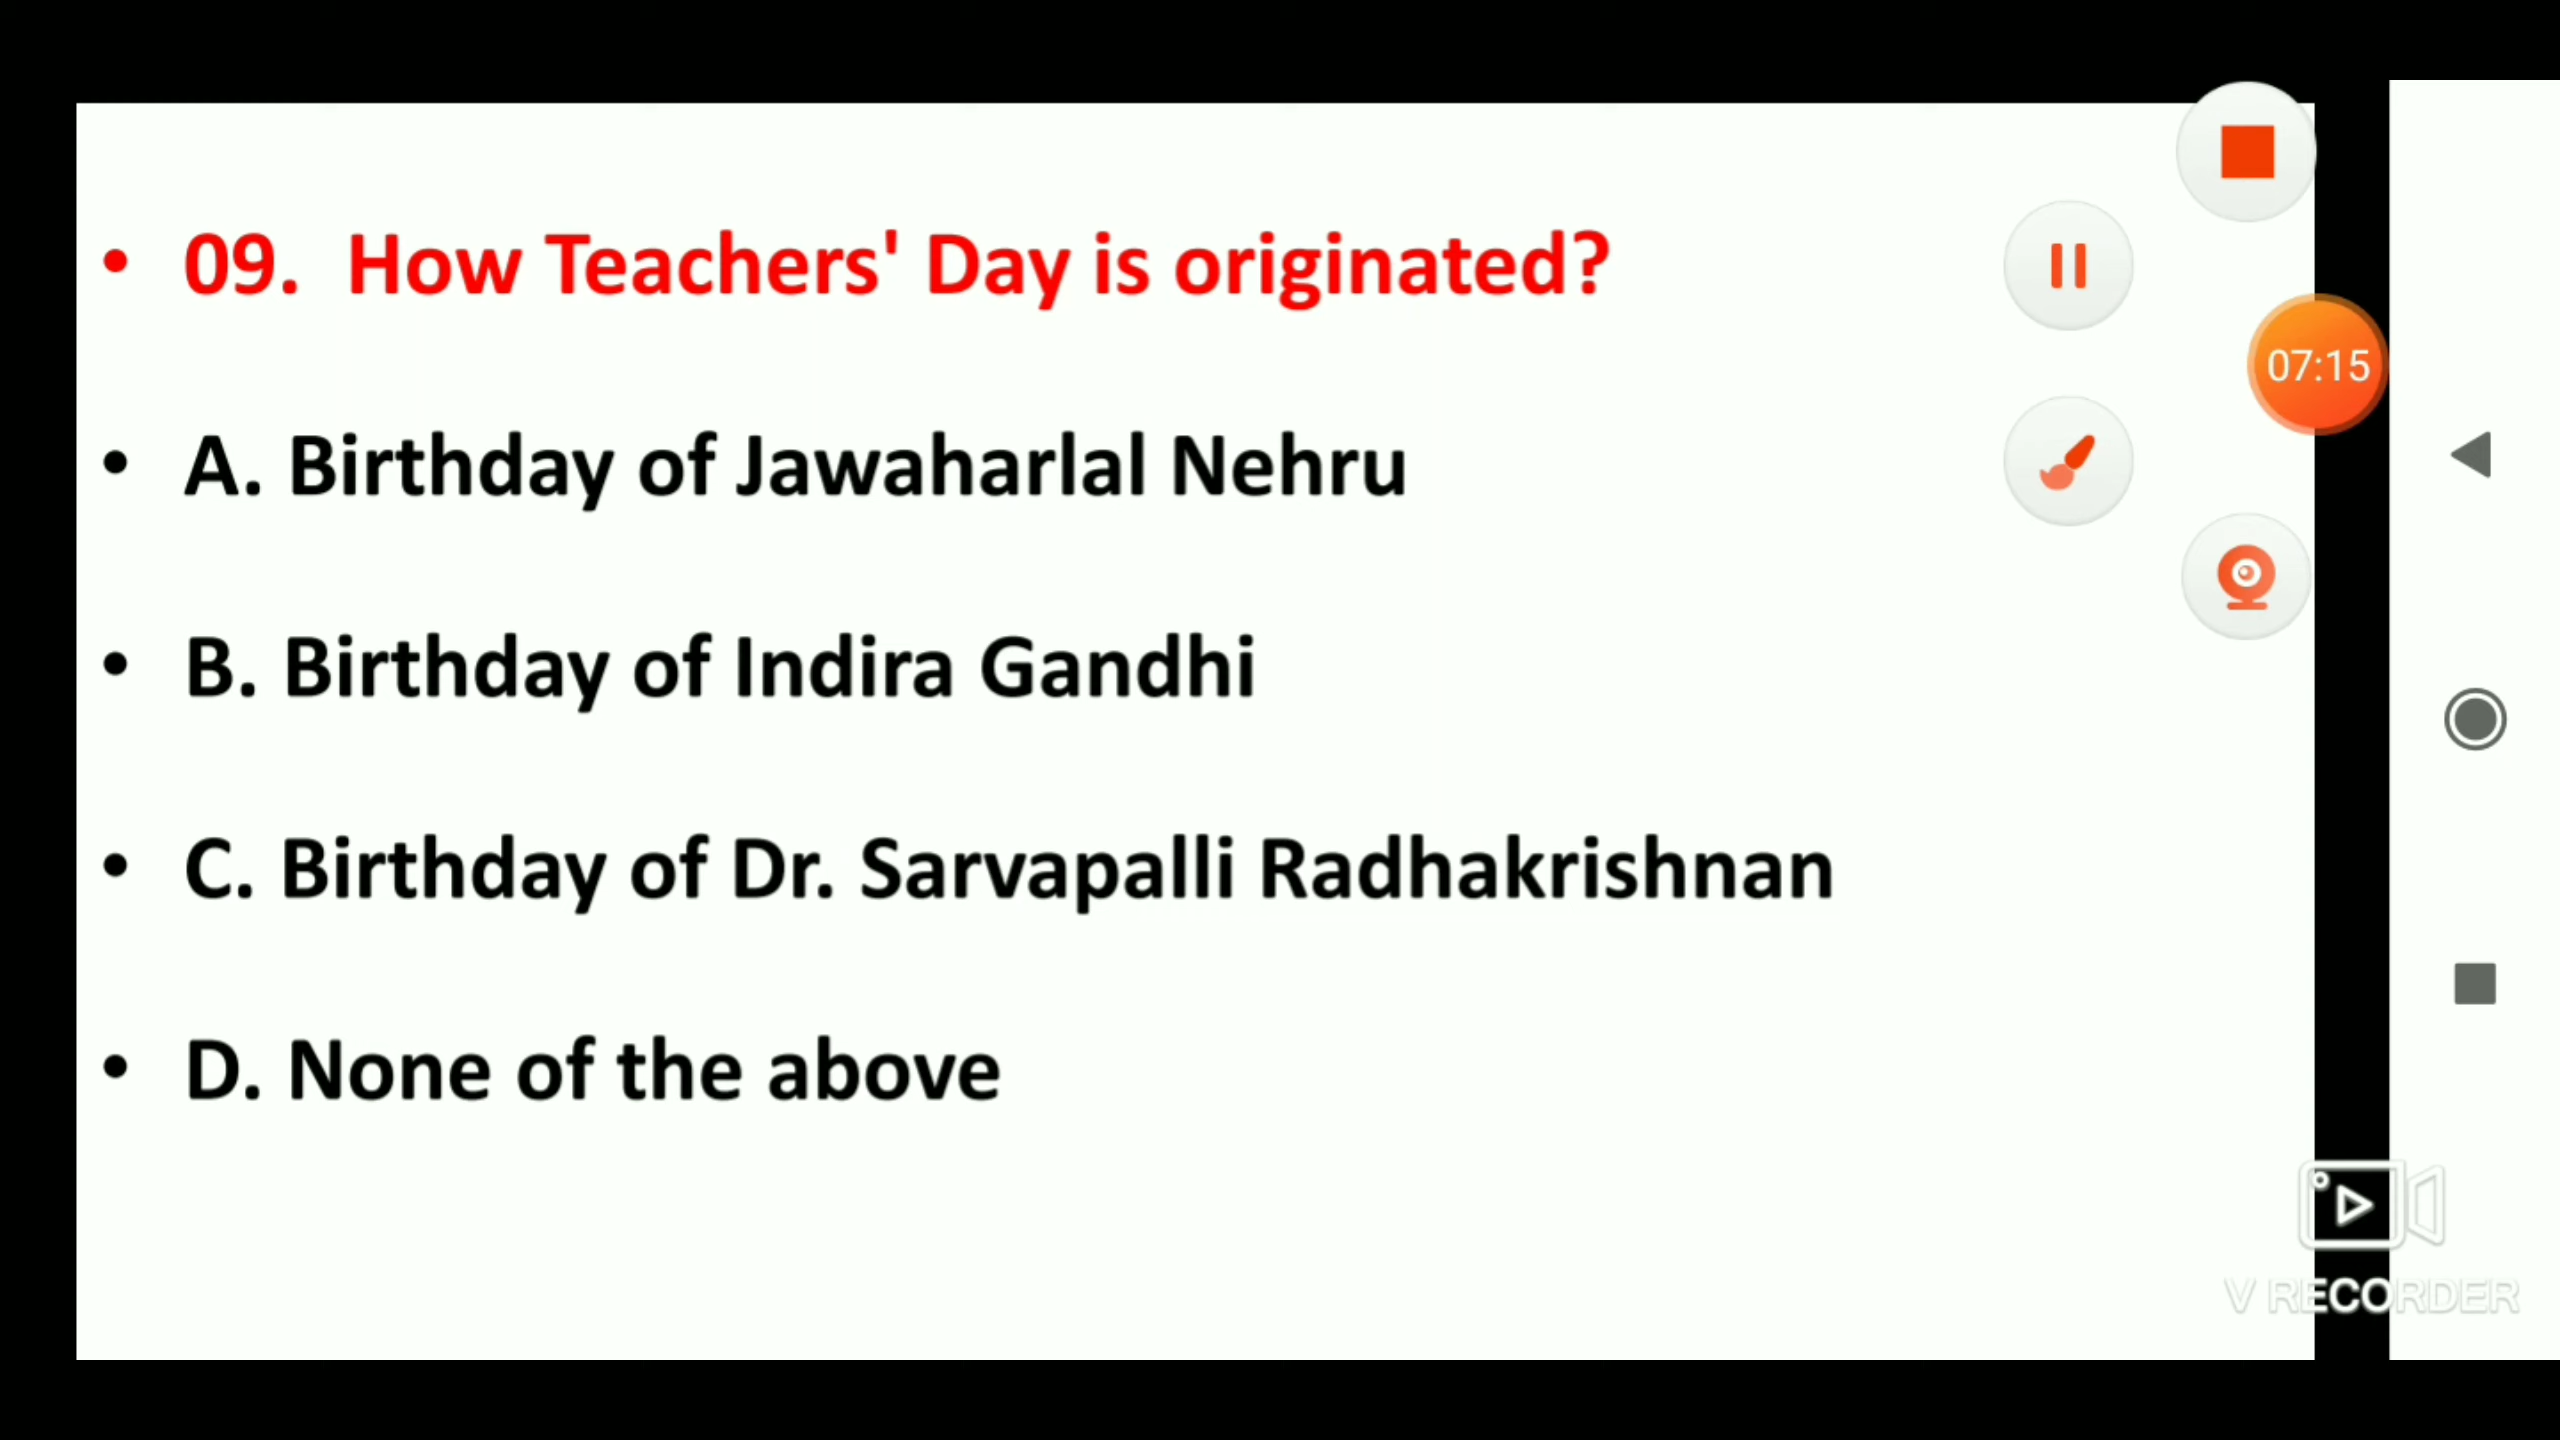 • 09. How Teachers' Day is originated?
• A. Birthday of Jawaharlal Nehru
• B. Birthday of Indira Gandhi
• C. Birthday of Dr. Sarvapalli Radhakrishnan
• D. None of the above
07:15
V RECORDER